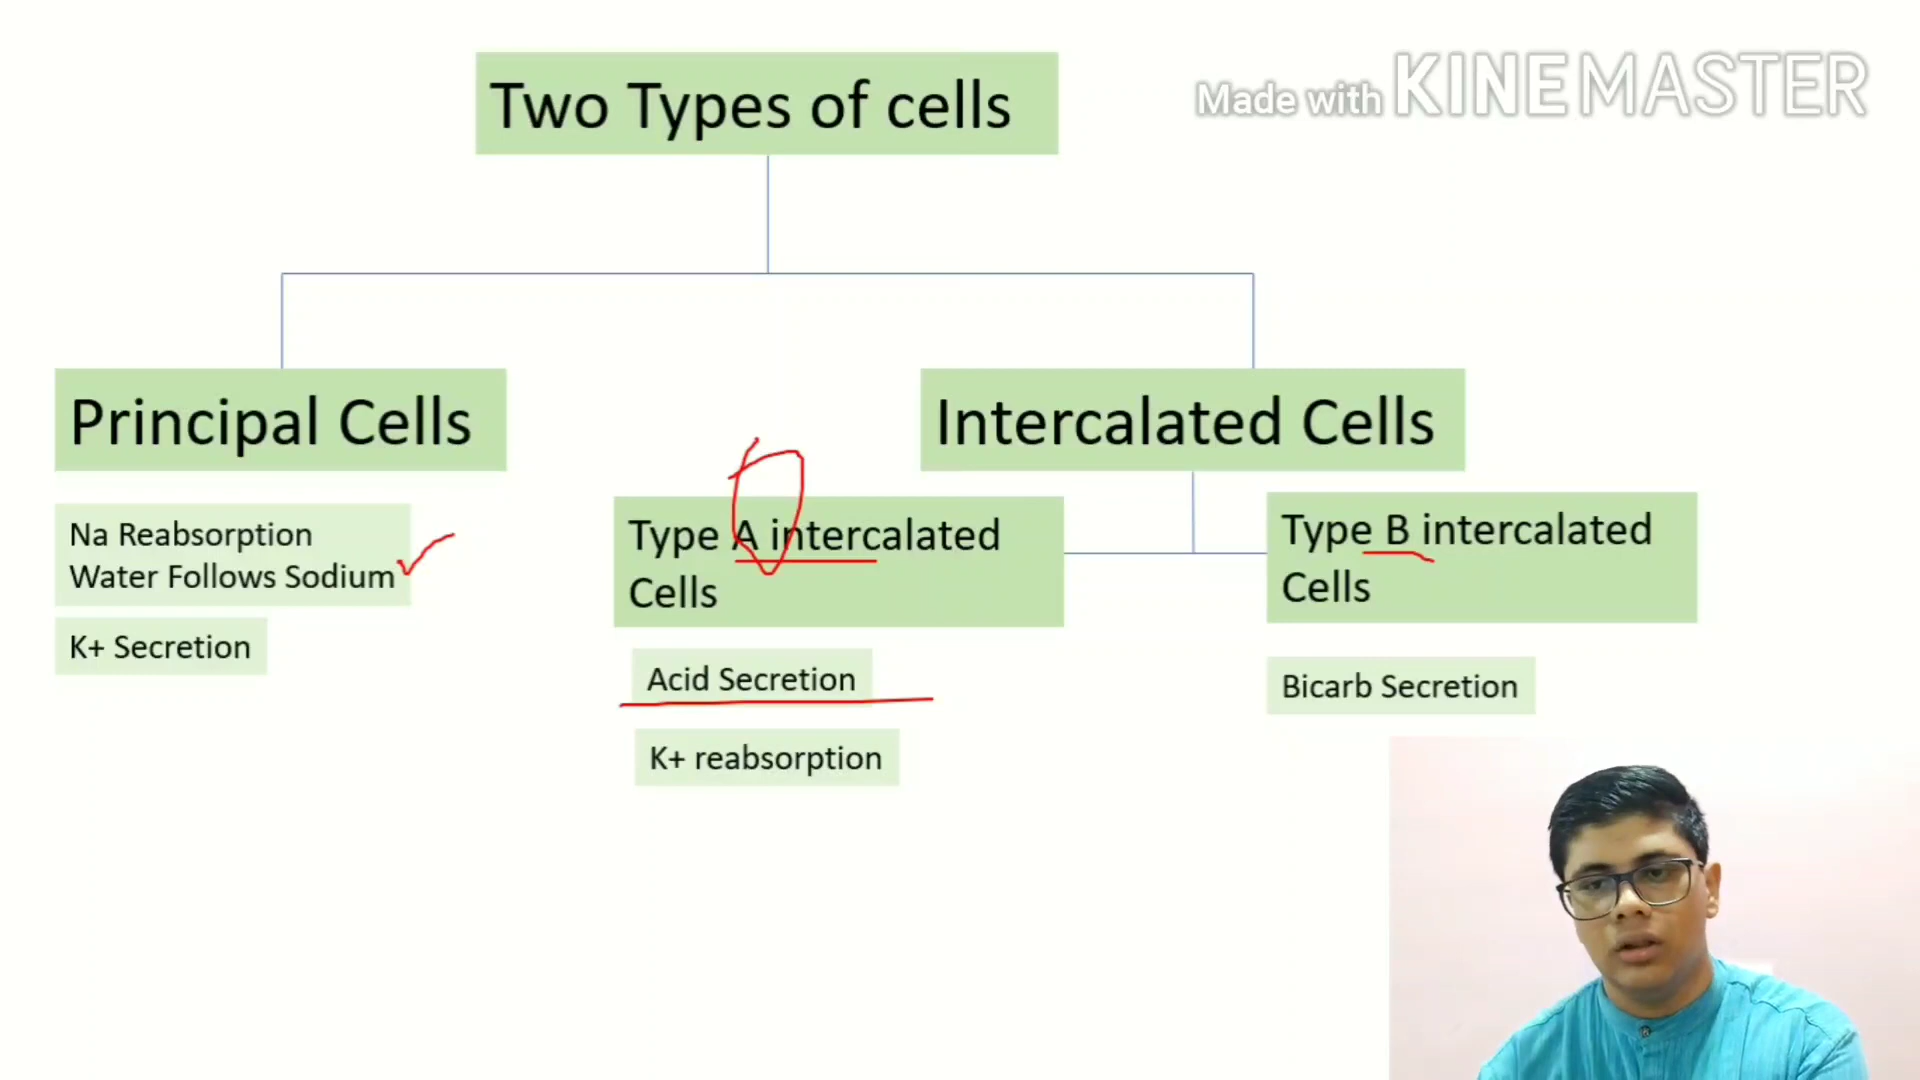 Two Types of cells
Made with KINEMASTER
Principal Cells
Intercalated Cells
Na Reabsorption
Water Follows Sodium
K+ Secretion
Type A intercalated
Cells
Acid Secretion
K+ reabsorption
Type B intercalated
Cells
Bicarb Secretion